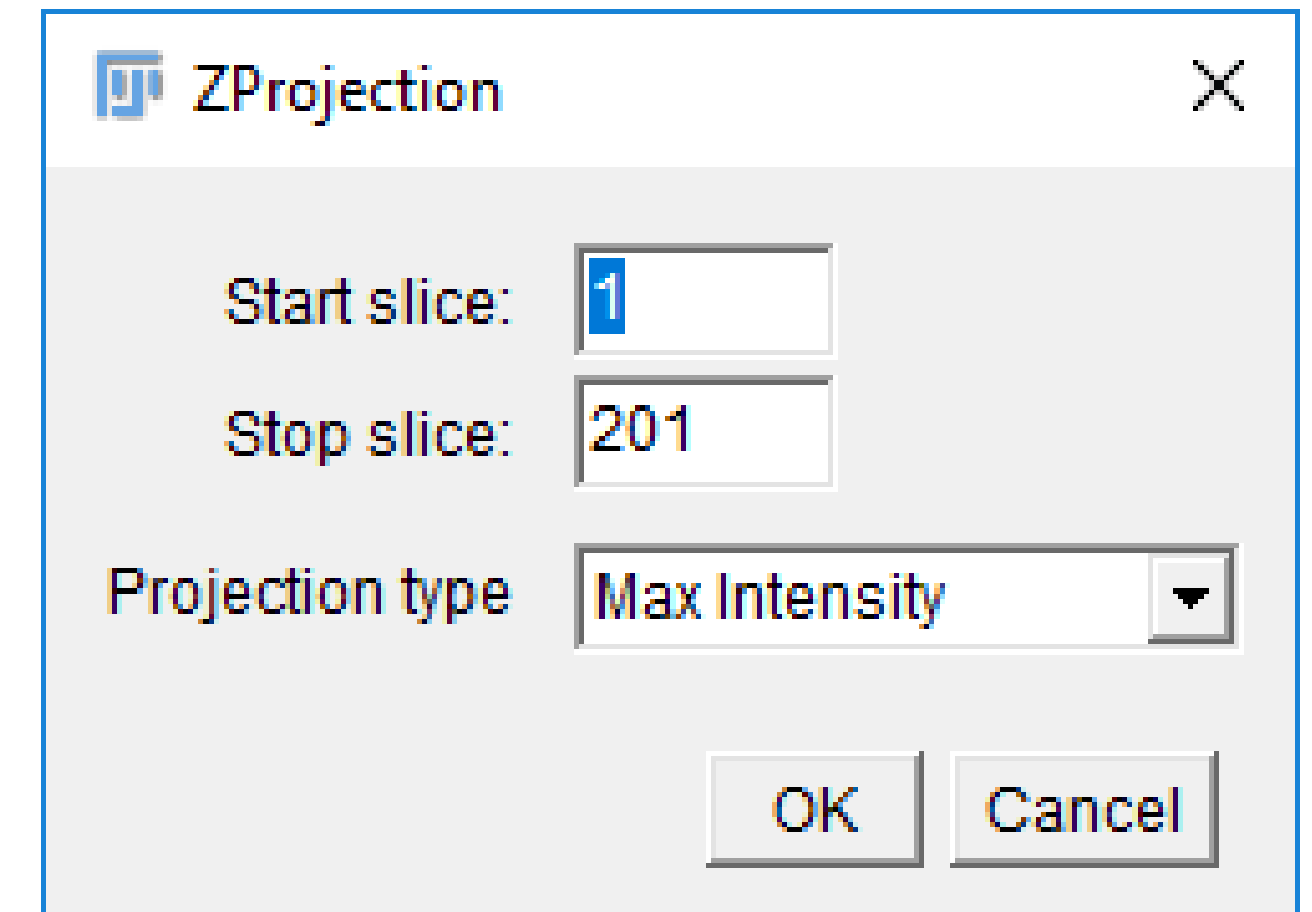 ZProjection
Start slice: 1
Stop slice: 201
Projection type Max Intensity
OK Cancel